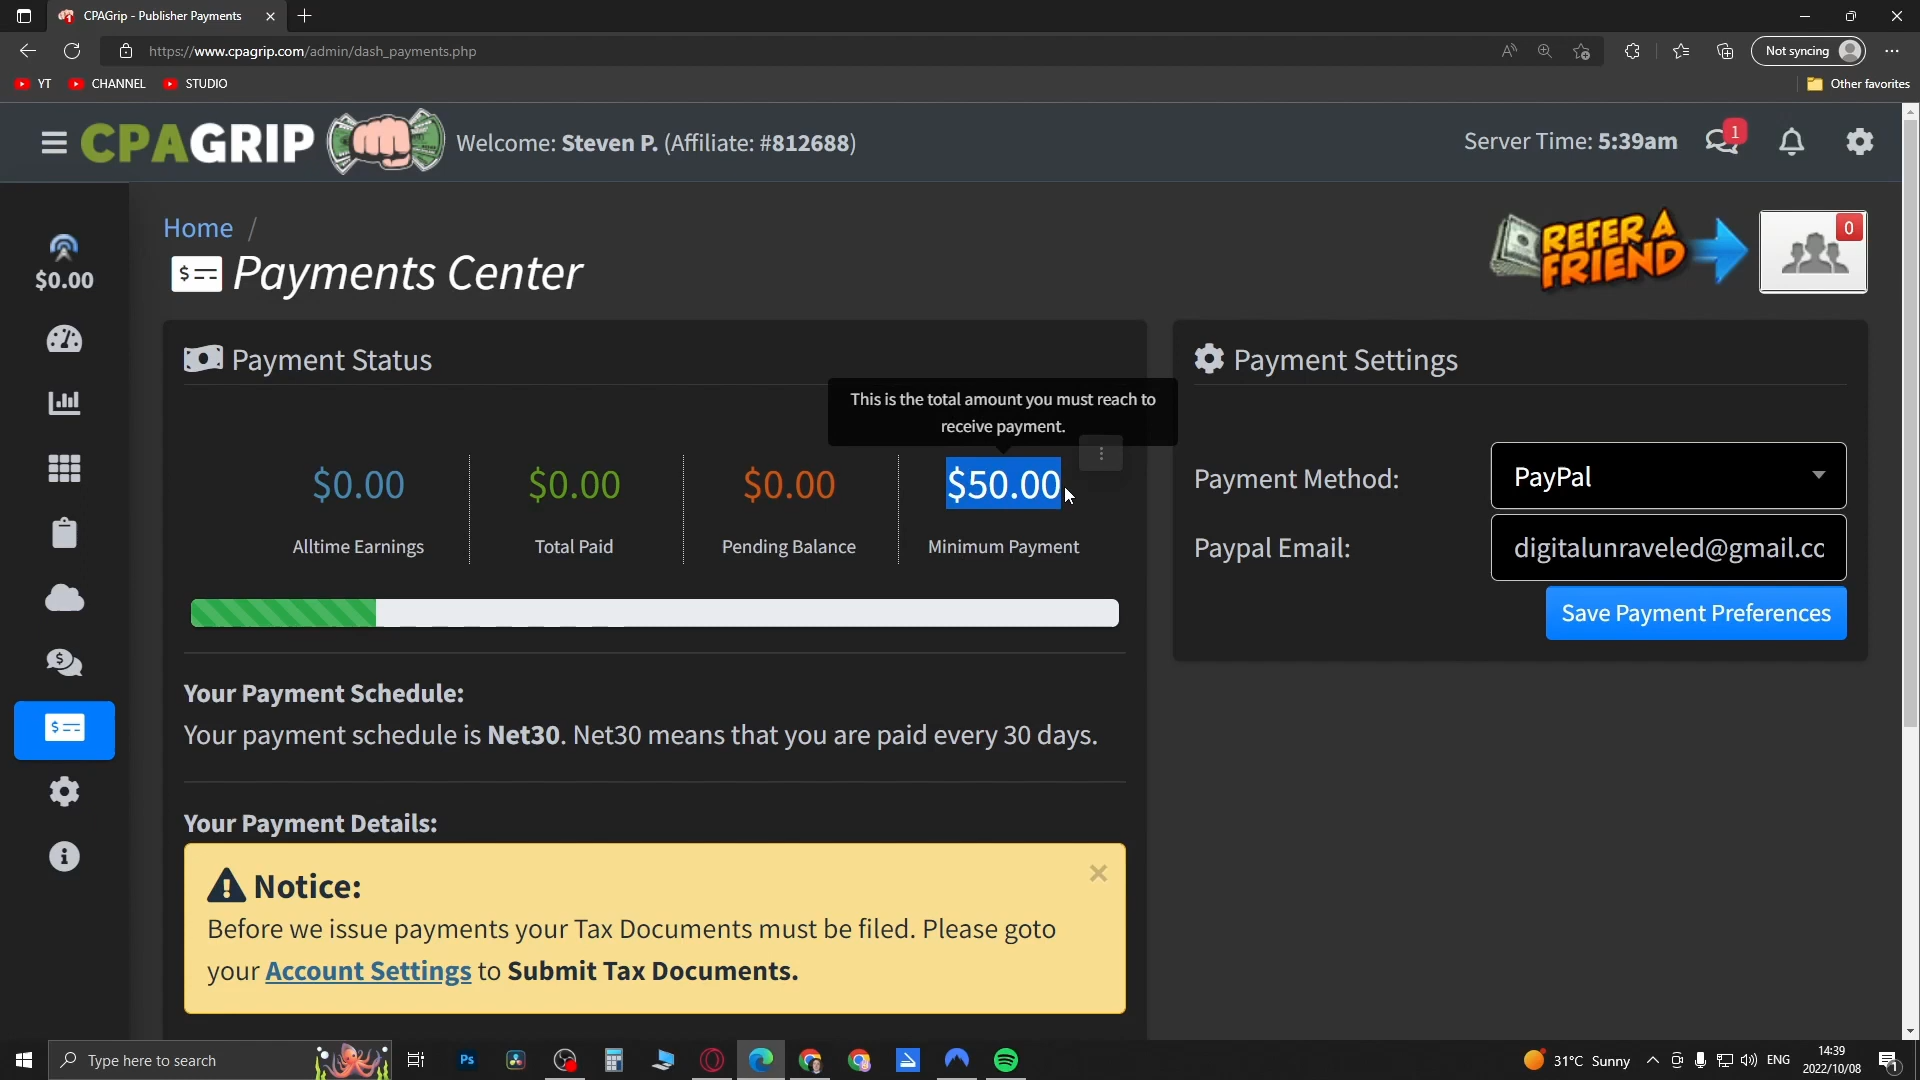 CPAGrip - Publisher Payments
https://www.cpagrip.com/admin/dash_payments.php
Not syncing
YT CHANNEL STUDIO
Other favorites
CPAGRIP
Welcome: Steven P. (Affiliate: #812688)
Server Time: 5:39am
1
$0.00
Home /
Payments Center
REFER A
FRIEND
0
Payment Status
This is the total amount you must reach to
receive payment.
$0.00
Alltime Earnings
$0.00
Total Paid
$0.00
Pending Balance
$50.00
Minimum Payment
Your Payment Schedule:
Your payment schedule is Net30. Net30 means that you are paid every 30 days.
Your Payment Details:
Notice:
Before we issue payments your Tax Documents must be filed. Please goto
your Account Settings to Submit Tax Documents.
Payment Settings
Payment Method:
PayPal
Paypal Email:
digitalunraveled@gmail.cc
Save Payment Preferences
Type here to search
Ps
31°C Sunny
ENG
14:39
2022/10/08
1